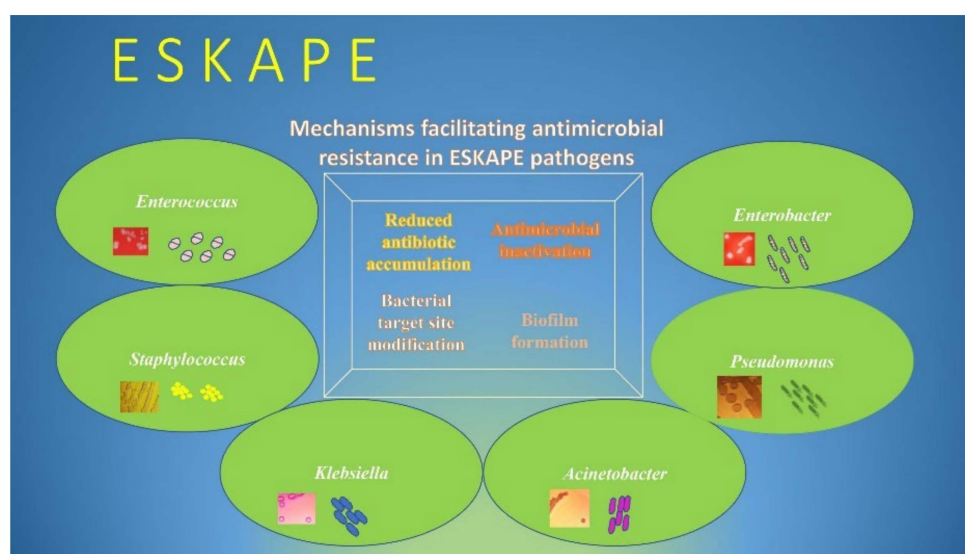 E S K A P E
Mechanisms facilitating antimicrobial
resistance in ESKAPE pathogens
Enterococcus
Staphylococcus
Klebsiella
Acinetobacter
Pseudomonas
Enterobacter
Reduced
antibiotic
accumulation
Antimicrobial
inactivation
Bacterial
target site
modification
Biofilm
formation